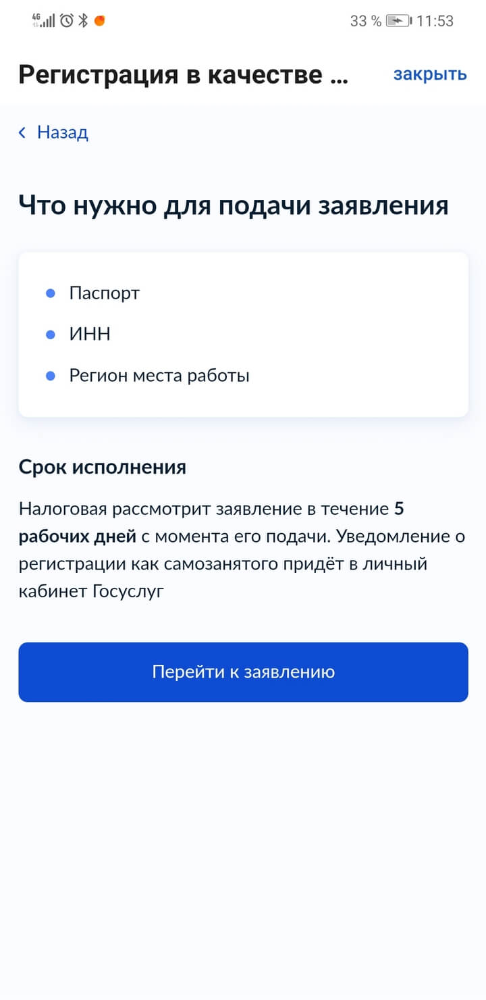 4G 33 % 11:53
Регистрация в качестве ... закрыть
Назад
Что нужно для подачи заявления
Паспорт
ИНН
Регион места работы
Срок исполнения
Налоговая рассмотрит заявление в течение 5
рабочих дней с момента его подачи. Уведомление о
регистрации как самозанятого придёт в личный
кабинет Госуслуг
Перейти к заявлению